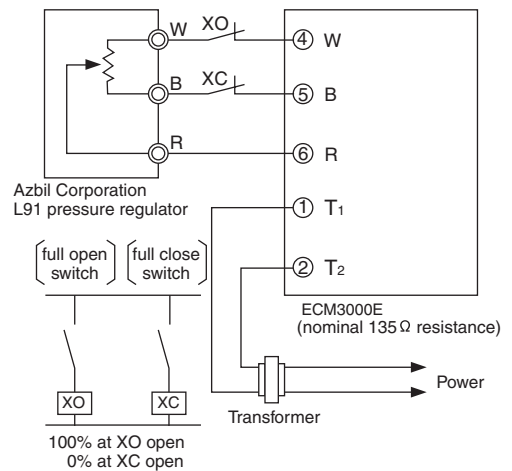 W XO ④ W
B XC ⑤ B
R ⑥ R
Azbil Corporation
L91 pressure regulator
① T1
② T2
full open
switch
full close
switch
ECM3000E
(nominal 135Ω resistance)
XO XC
Power
Transformer
100% at XO open
0% at XC open